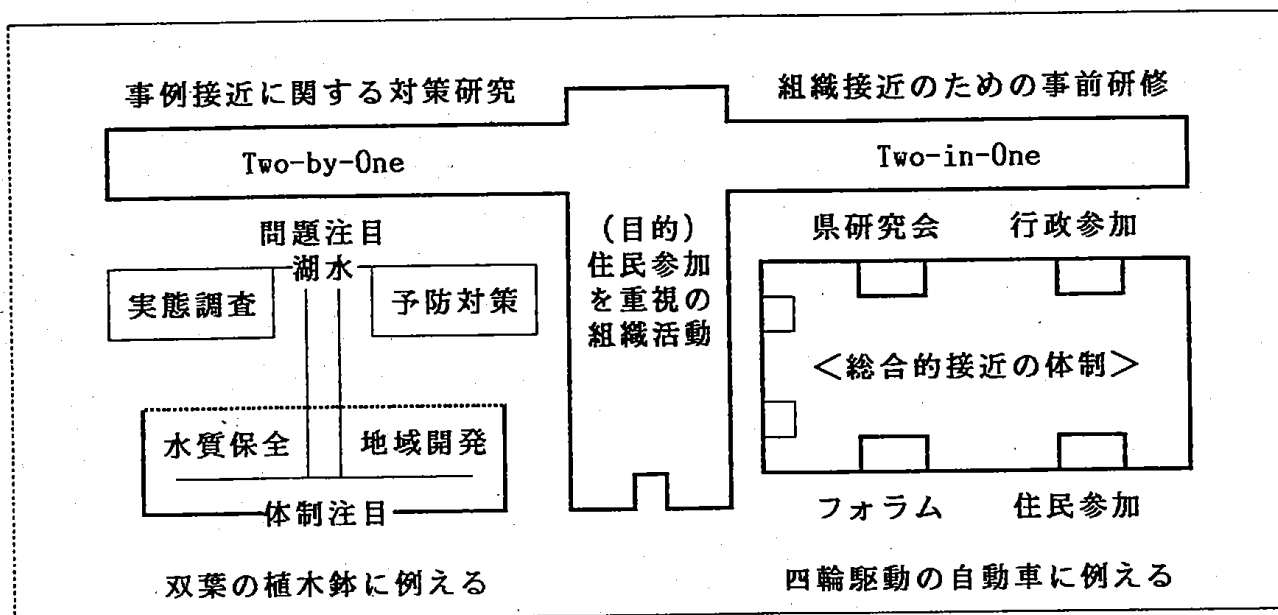 事例接近に関する対策研究
組織接近のための事前研修
Two-by-One
Two-in-One
問題注目
湖水
実態調査
予防対策
水質保全
地域開発
体制注目
双葉の植木鉢に例える
(目的)
住民参加
を重視の
組織活動
県研究会
行政参加
<総合的接近の体制>
フォラム
住民参加
四輪駆動の自動車に例える